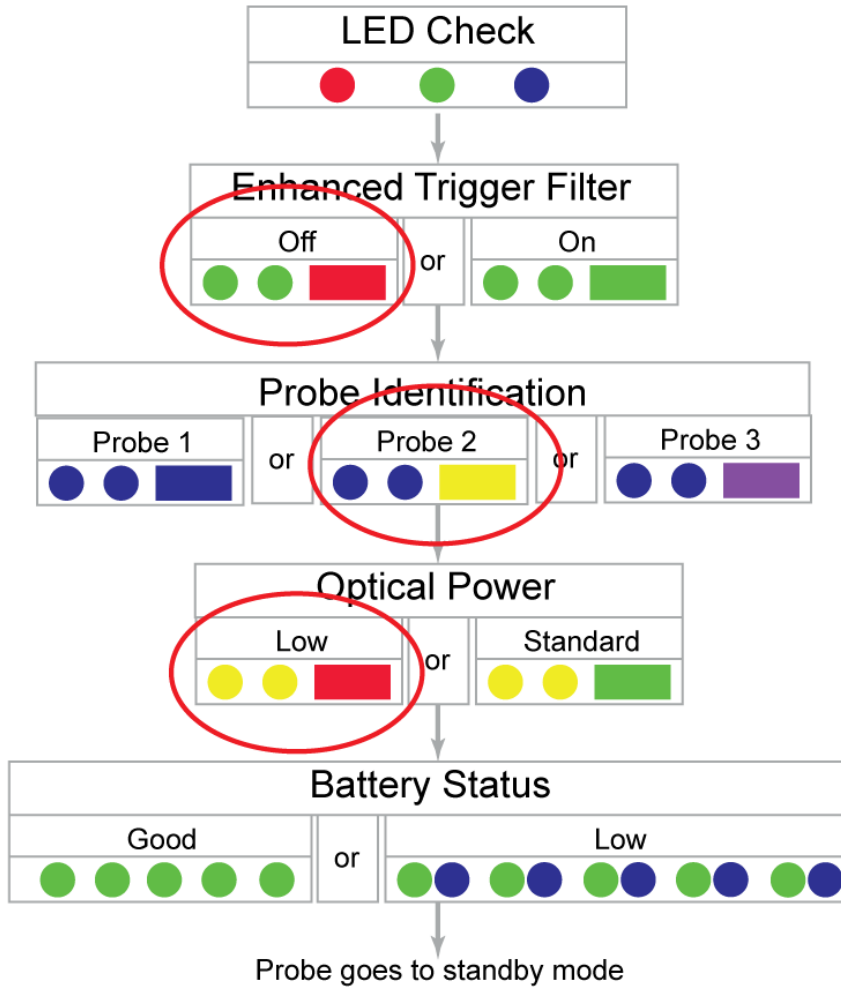 LED Check
Enhanced Trigger Filter
Off
or
On
Probe Identification
Probe 1
or
Probe 2
or
Probe 3
Optical Power
Low
or
Standard
Battery Status
Good
or
Low
Probe goes to standby mode